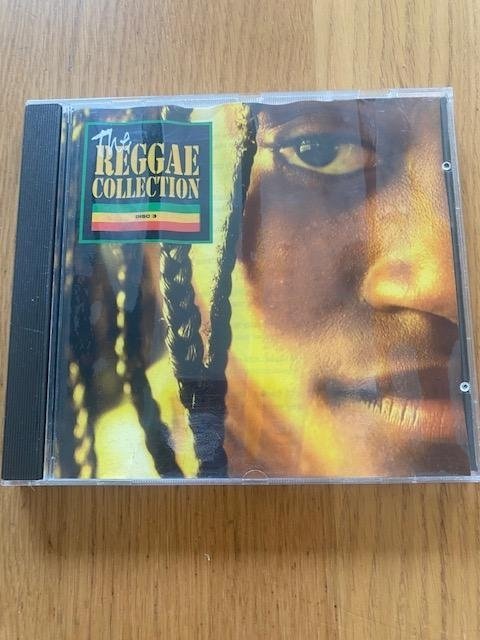 The
REGGAE
COLLECTION
DISC 3